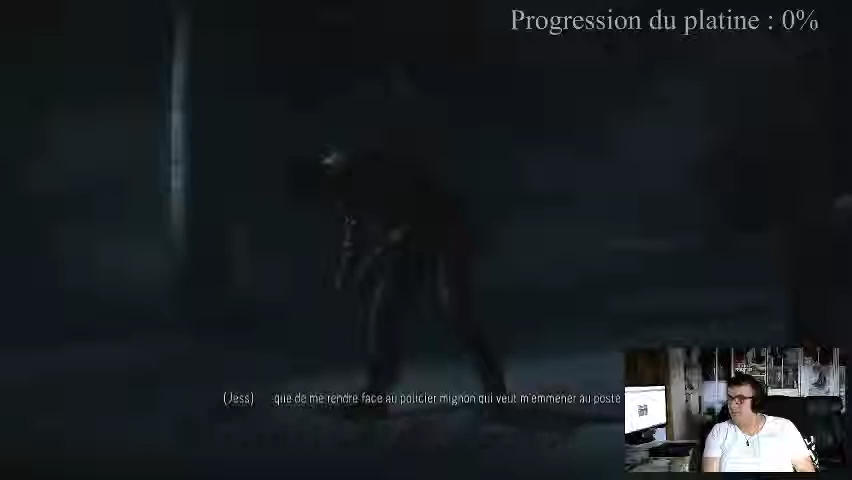 Progression du platine : 0%
(Jess) que de me rendre face au policier mignon qui veut m'emmener au poste